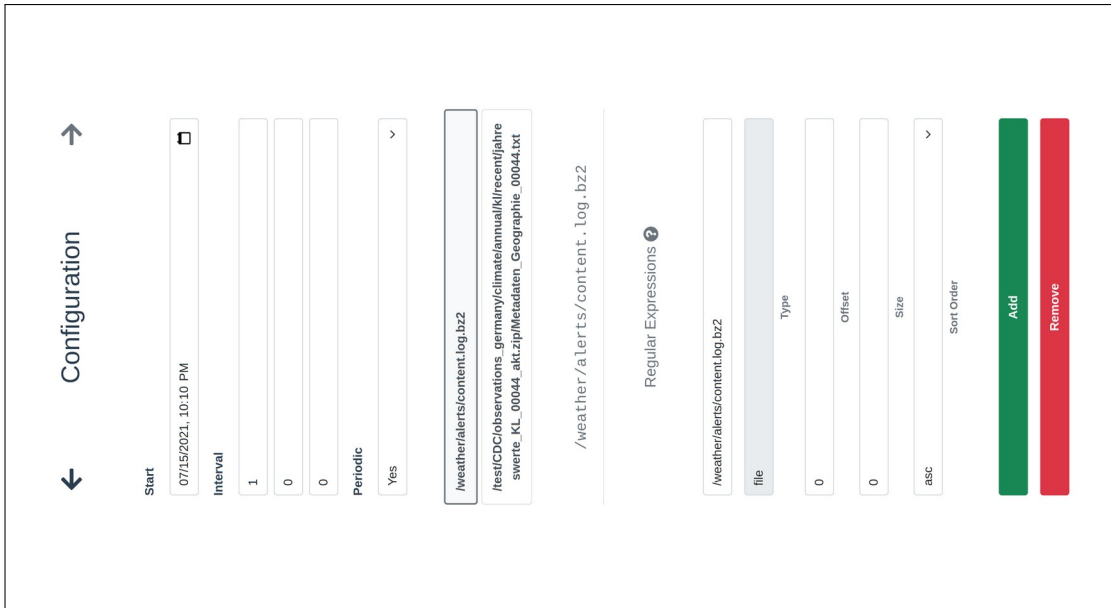 Configuration
Start
07/15/2021, 10:10 PM
Interval
1
0
0
Periodic
Yes
/weather/alerts/content.log.bz2
/test/CDC/observations_germany/climate/annual/kl/recent/jahre
swerte_KL_00044_akt.zip/Metadaten_Geographie_00044.txt
/weather/alerts/content.log.bz2
Regular Expressions ?
/weather/alerts/content.log.bz2
file
Type
0
Offset
0
Size
asc
Sort Order
Add
Remove